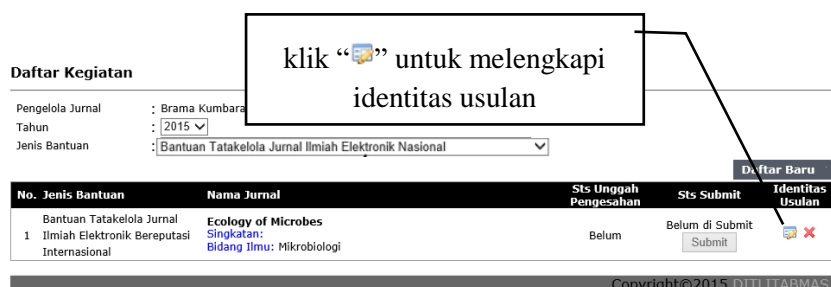 klik “” untuk melengkapi
identitas usulan
Daftar Kegiatan
Pengelola Jurnal : Brama Kumbara
Tahun : 2015
Jenis Bantuan : Bantuan Tatakelola Jurnal Ilmiah Elektronik Nasional
Daftar Baru
No. Jenis Bantuan Nama Jurnal Sts Unggah Pengesahan Sts Submit Identitas Usulan
1 Bantuan Tatakelola Jurnal
Ilmiah Elektronik Bereputasi
Internasional
Ecology of Microbes
Singkatan:
Bidang Ilmu: Mikrobiologi
Belum
Belum di Submit
Submit
Copyright©2015 DITLITABMAS